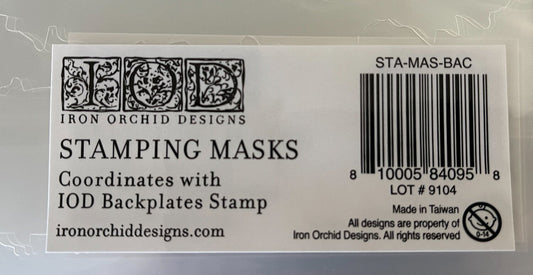 IOD
IRON ORCHID DESIGNS
STAMPING MASKS
Coordinates with
IOD Backplates Stamp
ironorchiddesigns.com
STA-MAS-BAC
8 10005 84095 8
LOT # 9104
Made in Taiwan
All designs are property of
Iron Orchid Designs. All rights reserved
9-14